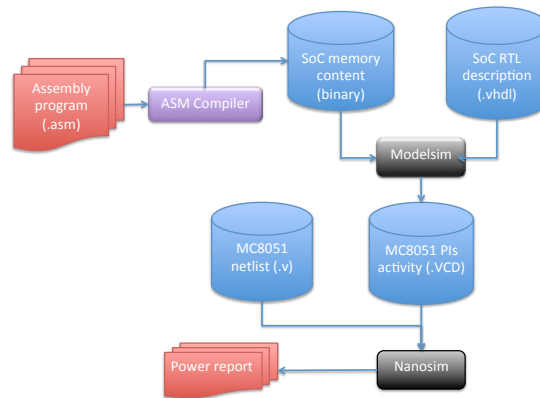 Assembly
program
(.asm)
ASM Compiler
SoC memory
content
(binary)
SoC RTL
description
(.vhdl)
Modelsim
MC8051
netlist (.v)
MC8051 PIs
activity (.VCD)
Power report
Nanosim